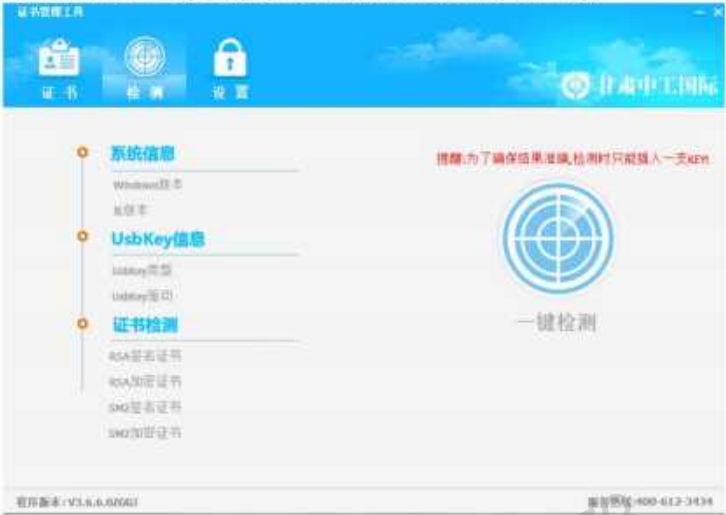 证书管理工具
证书
检测
设置
甘肃中工国际
系统信息
提醒:为了确保结果准确,检测时只能插入一支KEY!
Windows版本
IE版本
UsbKey信息
UsbKey类型
UsbKey驱动
一键检测
证书检测
RSA签名证书
RSA加密证书
SM2签名证书
SM2加密证书
程序版本:V3.6.6.0
服务热线:400-612-3434